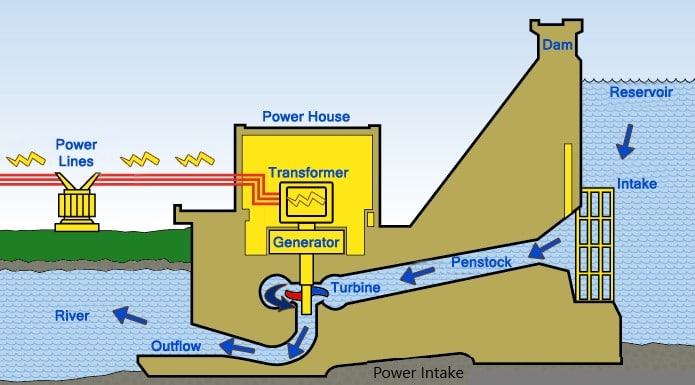 Dam
Reservoir
Power House
Power
Lines
Transformer
Intake
Generator
Penstock
Turbine
River
Outflow
Power Intake